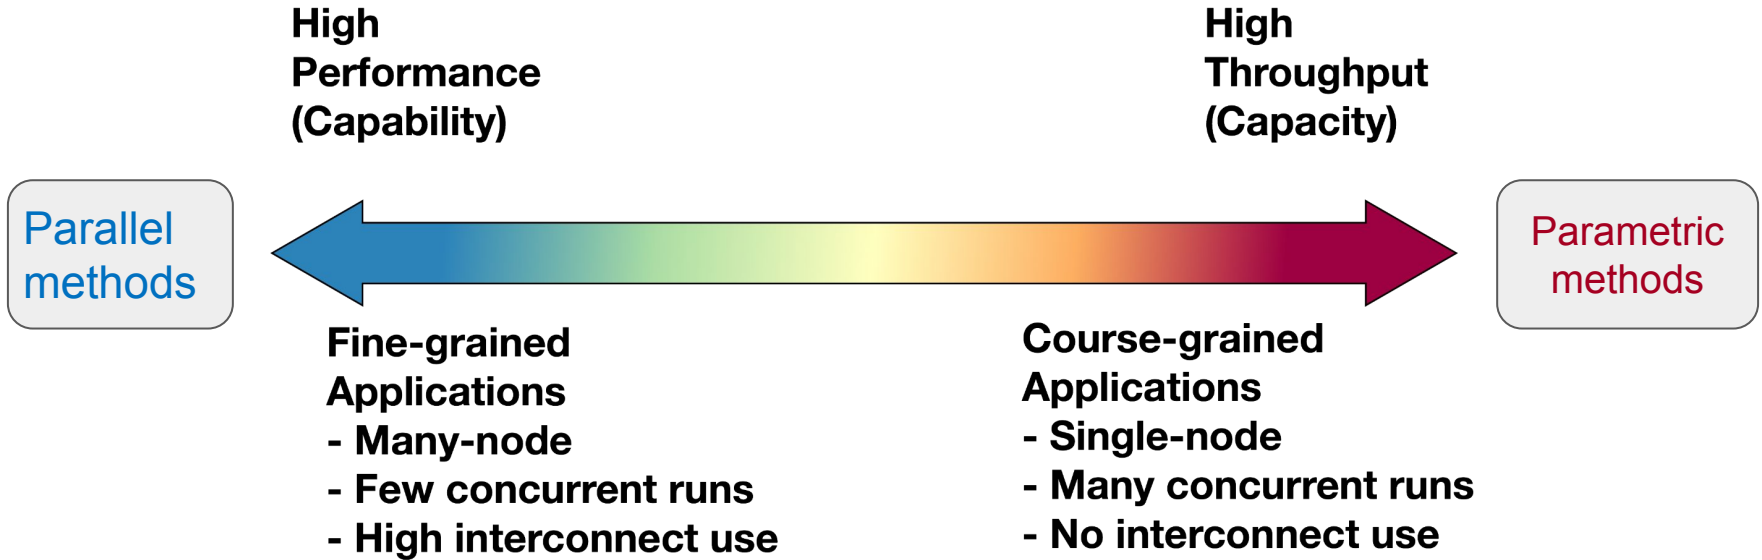 High
Performance
(Capability)
High
Throughput
(Capacity)
Parallel
methods
Parametric
methods
Fine-grained
Applications
- Many-node
- Few concurrent runs
- High interconnect use
Course-grained
Applications
- Single-node
- Many concurrent runs
- No interconnect use